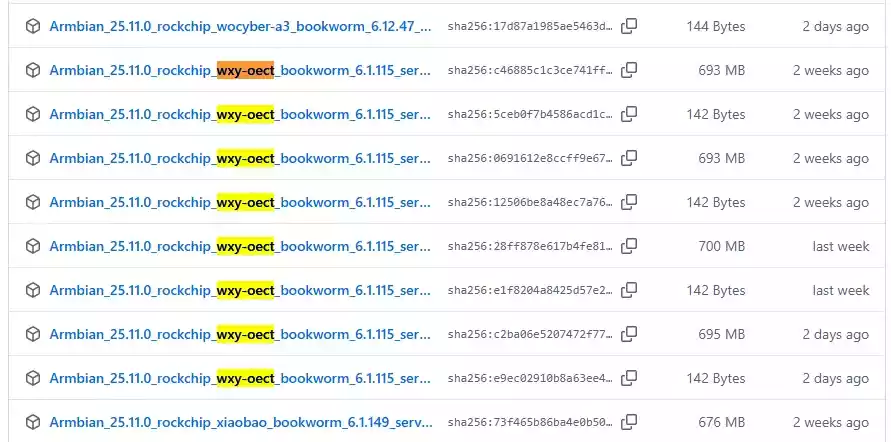 Armbian_25.11.0_rockchip_wocyber-a3_bookworm_6.12.47_... sha256:17d87a1985ae5463d... 144 Bytes 2 days ago
Armbian_25.11.0_rockchip_wxy-oect_bookworm_6.1.115_ser... sha256:c46885c1c3ce741ff... 693 MB 2 weeks ago
Armbian_25.11.0_rockchip_wxy-oect_bookworm_6.1.115_ser... sha256:5ceb0f7b4586acd1c... 142 Bytes 2 weeks ago
Armbian_25.11.0_rockchip_wxy-oect_bookworm_6.1.115_ser... sha256:0691612e8ccff9e67... 693 MB 2 weeks ago
Armbian_25.11.0_rockchip_wxy-oect_bookworm_6.1.115_ser... sha256:12506be8a48ec7a76... 142 Bytes 2 weeks ago
Armbian_25.11.0_rockchip_wxy-oect_bookworm_6.1.115_ser... sha256:28ff878e617b4fe81... 700 MB last week
Armbian_25.11.0_rockchip_wxy-oect_bookworm_6.1.115_ser... sha256:e1f8204a8425d57e2... 142 Bytes last week
Armbian_25.11.0_rockchip_wxy-oect_bookworm_6.1.115_ser... sha256:c2ba06e5207472f77... 695 MB 2 days ago
Armbian_25.11.0_rockchip_wxy-oect_bookworm_6.1.115_ser... sha256:e9ec02910b8a63ee4... 142 Bytes 2 days ago
Armbian_25.11.0_rockchip_xiaobao_bookworm_6.1.149_serv... sha256:73f465b86ba4e0b50... 676 MB 2 weeks ago